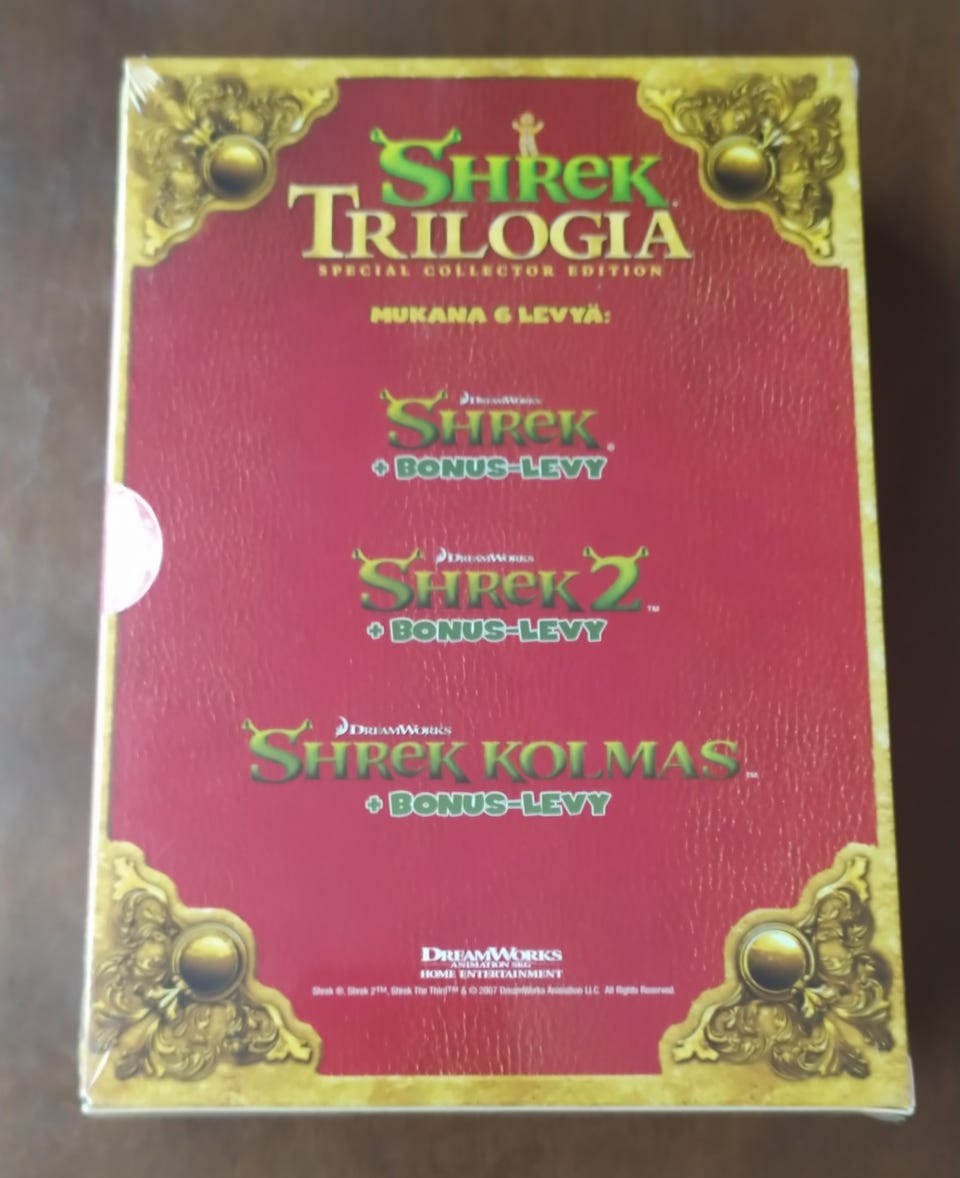 SHREK
TRILOGIA
SPECIAL COLLECTOR EDITION
MUKANA 6 LEVYÄ:
DREAMWORKS
SHREK ®
+ BONUS-LEVY
DREAMWORKS
SHREK 2 ™
+ BONUS-LEVY
DREAMWORKS
SHREK KOLMAS ™
+ BONUS-LEVY
DREAMWORKS
ANIMATION SKG
HOME ENTERTAINMENT
Shrek ®, Shrek 2™, Shrek The Third™ & © 2007 DreamWorks Animation LLC. All Rights Reserved.